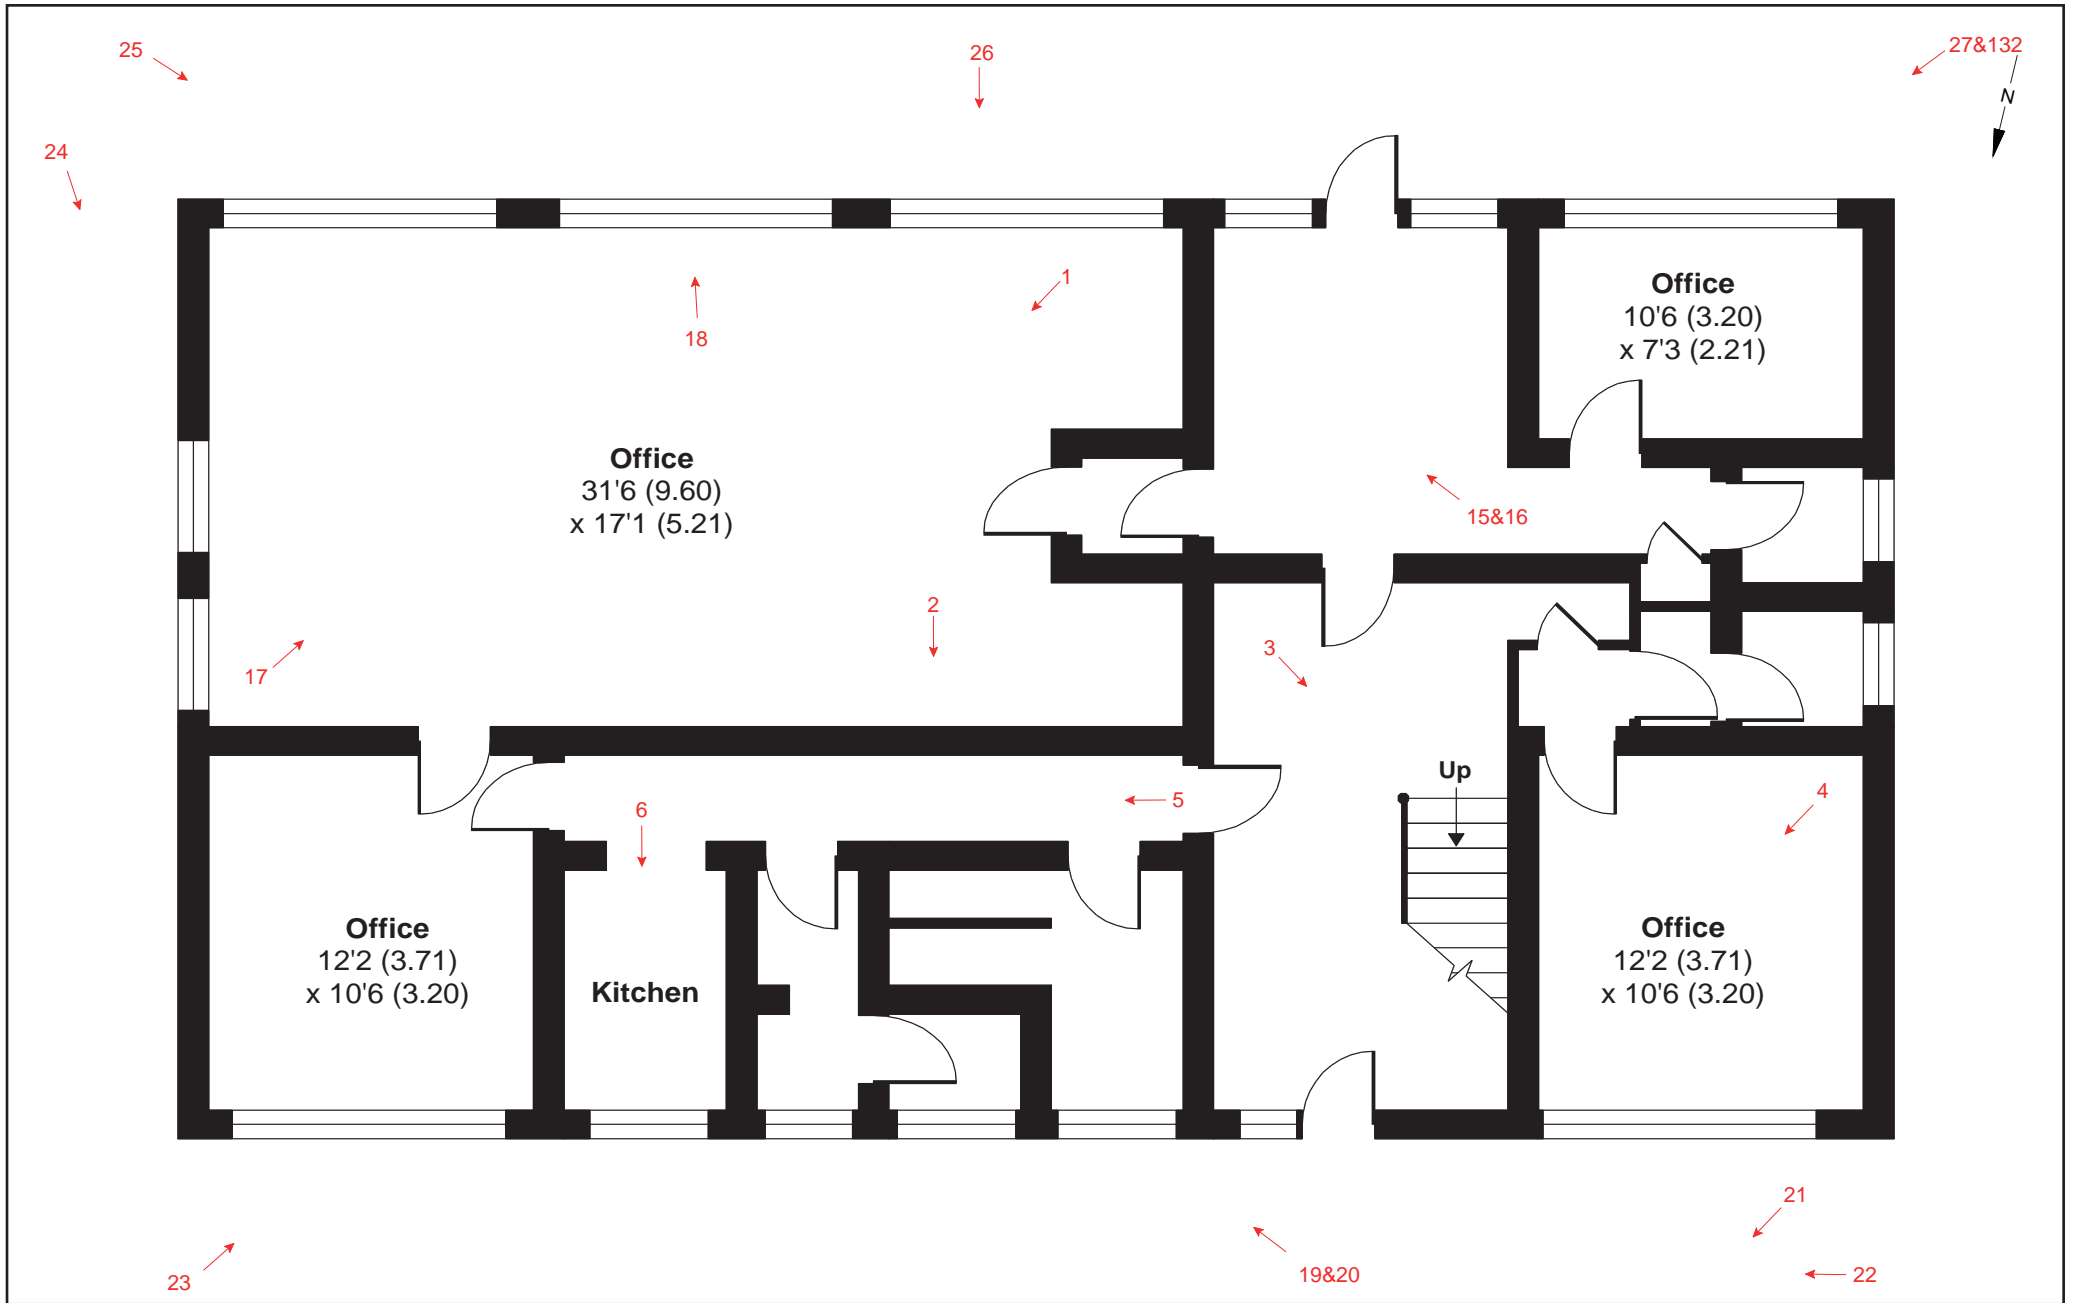 25
26
27&132
N
24
1
Office
10'6 (3.20)
x 7'3 (2.21)
18
Office
31'6 (9.60)
x 17'1 (5.21)
15&16
2
3
17
Up
4
5
6
Office
12'2 (3.71)
x 10'6 (3.20)
Kitchen
Office
12'2 (3.71)
x 10'6 (3.20)
21
23
19&20
22